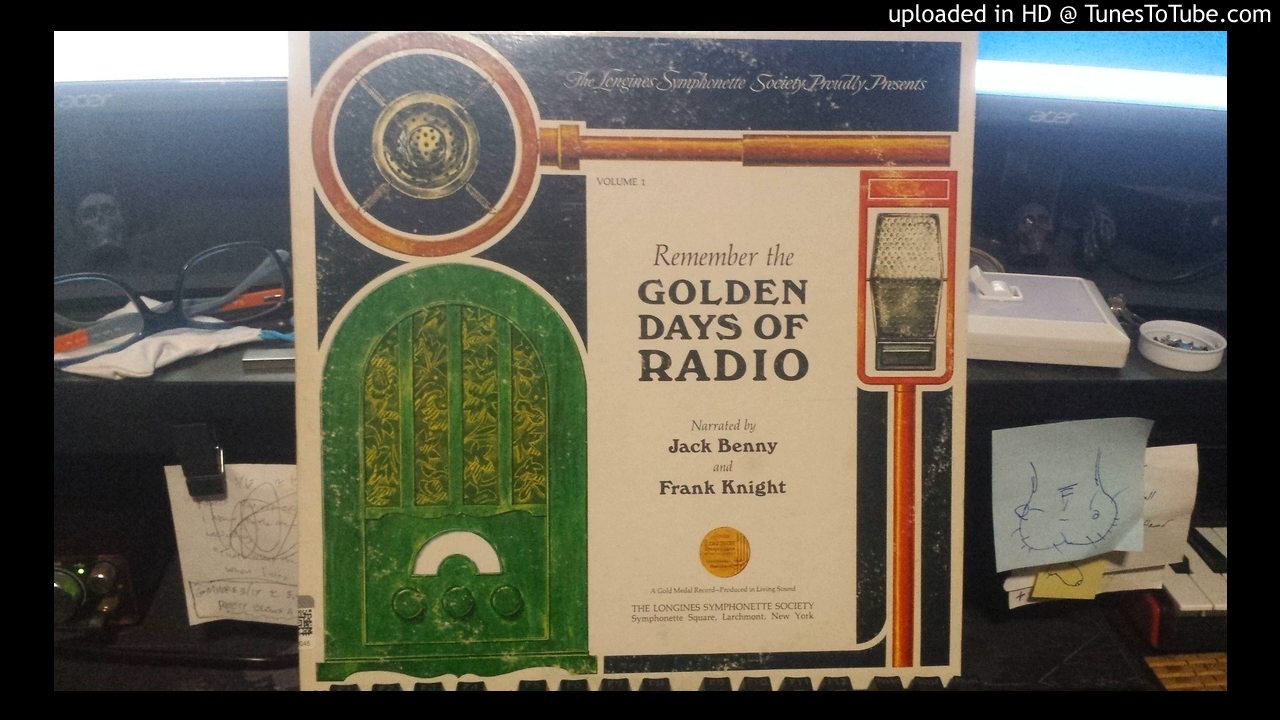 uploaded in HD @ TunesToTube.com
acer
acer
The Longines Symphonette Society Proudly Presents
VOLUME 1
Remember the
GOLDEN
DAYS OF
RADIO
Narrated by
Jack Benny
and
Frank Knight
A Gold Medal Record—Produced in Living Sound
THE LONGINES SYMPHONETTE SOCIETY
Symphonette Square, Larchmont, New York